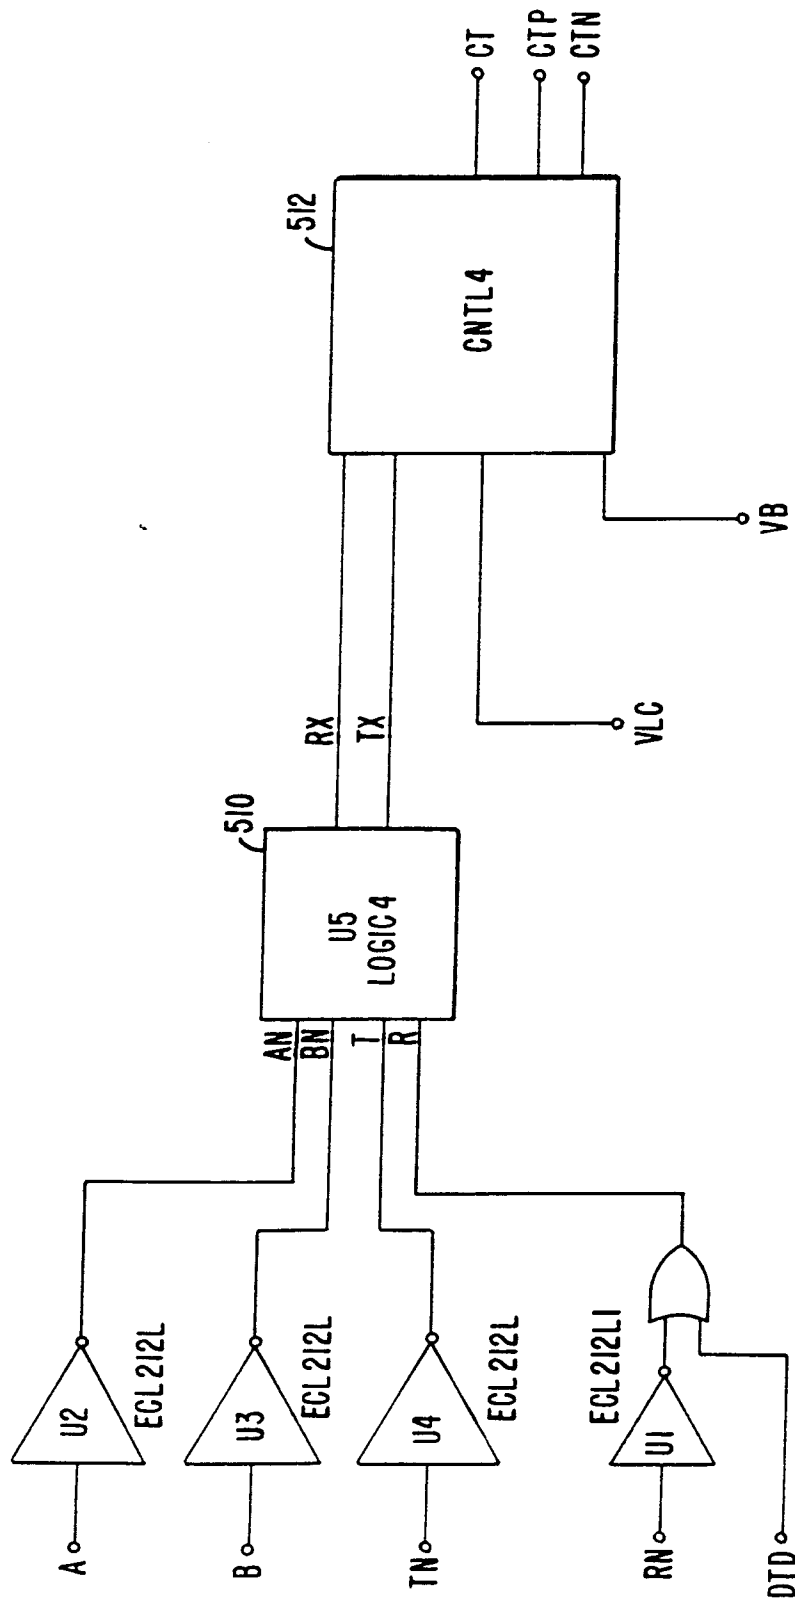 A
U2
ECL212L
B
U3
ECL212L
TN
U4
ECL212L
RN
U1
ECL212L1
DTD
AN
BN
T
R
510
U5
LOGIC4
RX
TX
VLC
VB
512
CNTL4
CT
CTP
CTN